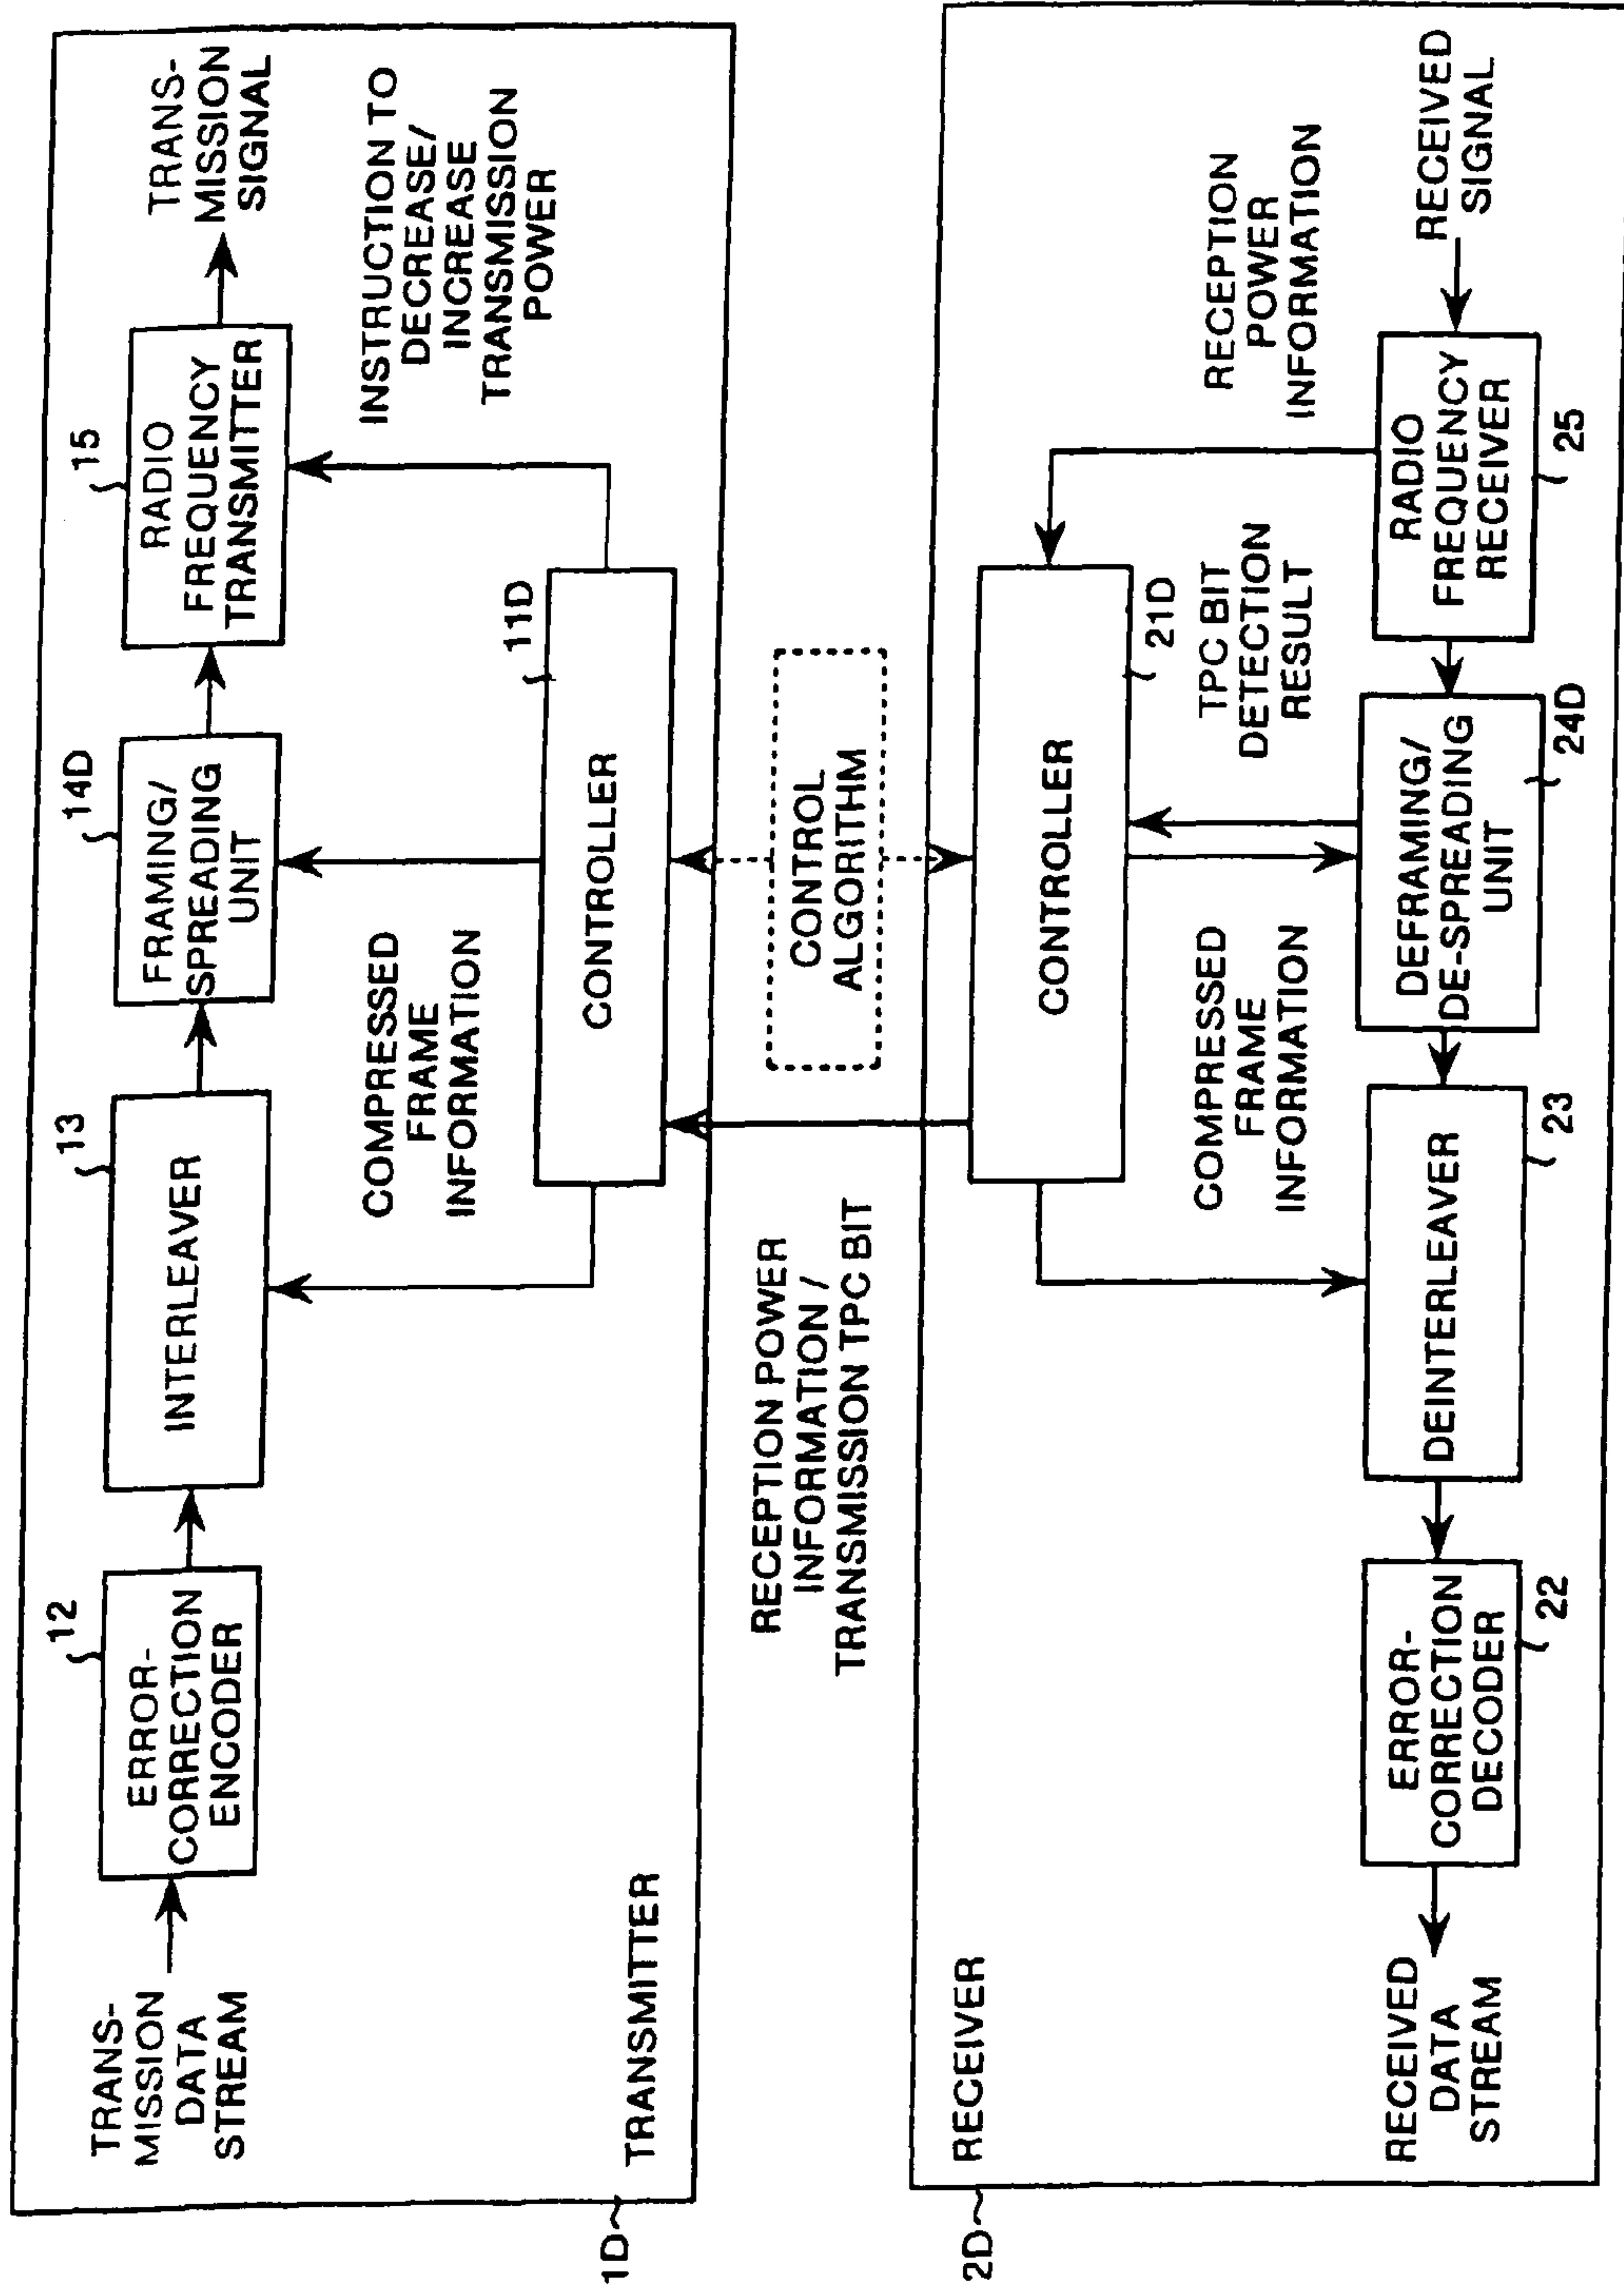 TRANS-
MISSION
DATA
STREAM
12
ERROR-
CORRECTION
ENCODER
13
INTERLEAVER
14D
FRAMING/
SPREADING
UNIT
15
RADIO
FREQUENCY
TRANSMITTER
TRANS-
MISSION
SIGNAL
COMPRESSED
FRAME
INFORMATION
INSTRUCTION TO
DECREASE/
INCREASE
TRANSMISSION
POWER
11D
CONTROLLER
TRANSMITTER
1D
RECEPTION POWER
INFORMATION /
TRANSMISSION TPC BIT
CONTROL
ALGORITHM
2D
RECEIVER
CONTROLLER
21D
COMPRESSED
FRAME
INFORMATION
TPC BIT
DETECTION
RESULT
RECEPTION
POWER
INFORMATION
RECEIVED
DATA
STREAM
ERROR-
CORRECTION
DECODER
22
DEINTERLEAVER
23
DEFRAMING/
DE-SPREADING
UNIT
24D
RADIO
FREQUENCY
RECEIVER
25
RECEIVED
SIGNAL